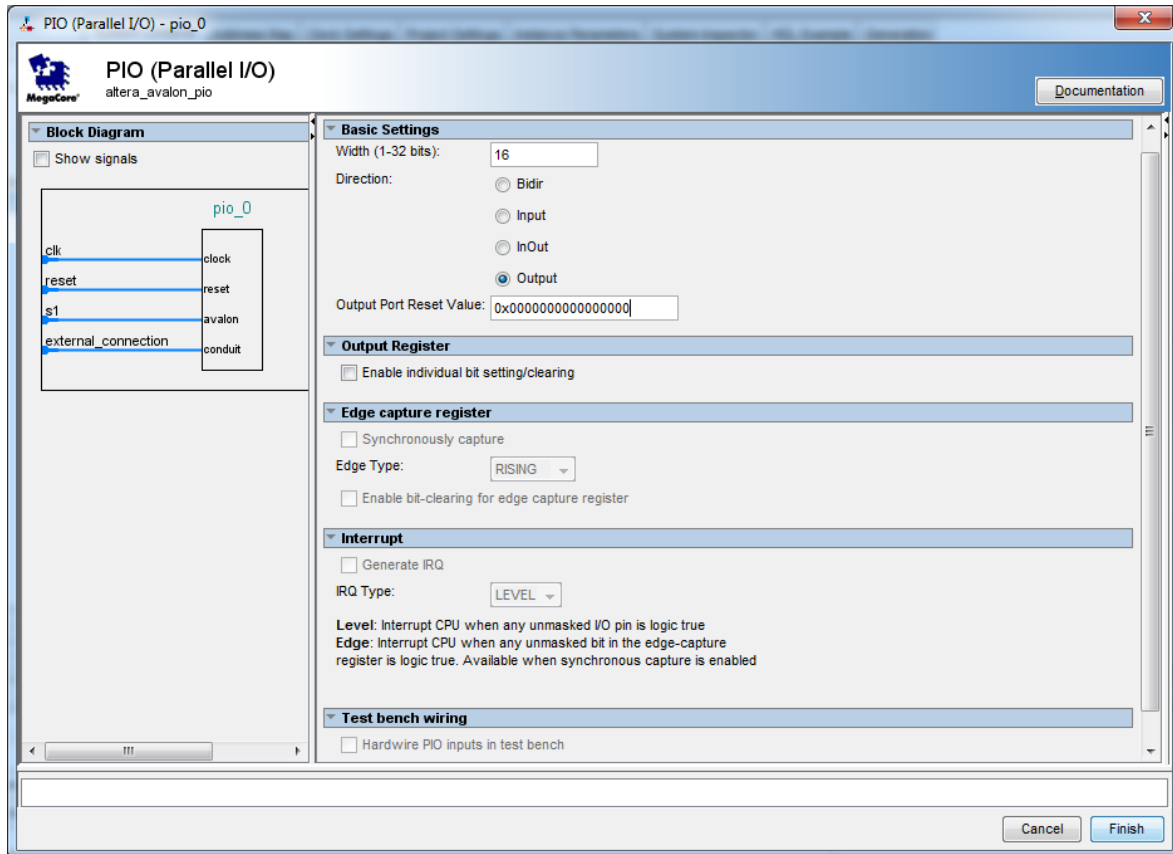 PIO (Parallel I/O) - pio_0
PIO (Parallel I/O)
altera_avalon_pio
MegaCore®
Documentation
Block Diagram
Show signals
pio_0
clk
clock
reset
reset
s1
avalon
external_connection
conduit
Basic Settings
Width (1-32 bits): 16
Direction:
Bidir
Input
InOut
Output
Output Port Reset Value: 0x0000000000000000
Output Register
Enable individual bit setting/clearing
Edge capture register
Synchronously capture
Edge Type: RISING
Enable bit-clearing for edge capture register
Interrupt
Generate IRQ
IRQ Type: LEVEL
Level: Interrupt CPU when any unmasked I/O pin is logic true
Edge: Interrupt CPU when any unmasked bit in the edge-capture
register is logic true. Available when synchronous capture is enabled
Test bench wiring
Hardwire PIO inputs in test bench
Cancel
Finish